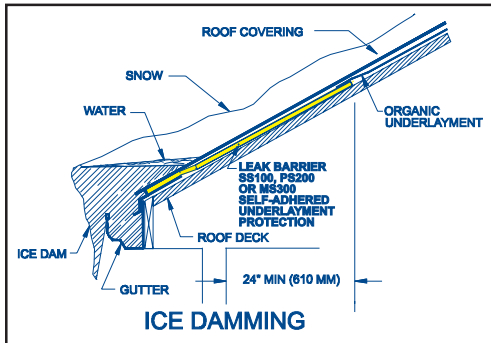 ROOF COVERING
SNOW
WATER
ORGANIC
UNDERLAYMENT
LEAK BARRIER
SS100, PS200
OR MS300
SELF-ADHERED
UNDERLAYMENT
PROTECTION
ROOF DECK
ICE DAM
24" MIN (610 MM)
GUTTER
ICE DAMMING